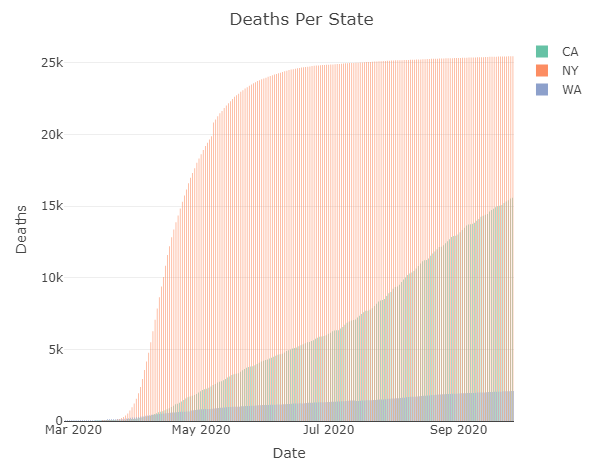 Deaths Per State
CA
NY
WA
25k
20k
15k
10k
5k
0
Deaths
Mar 2020
May 2020
Jul 2020
Sep 2020
Date